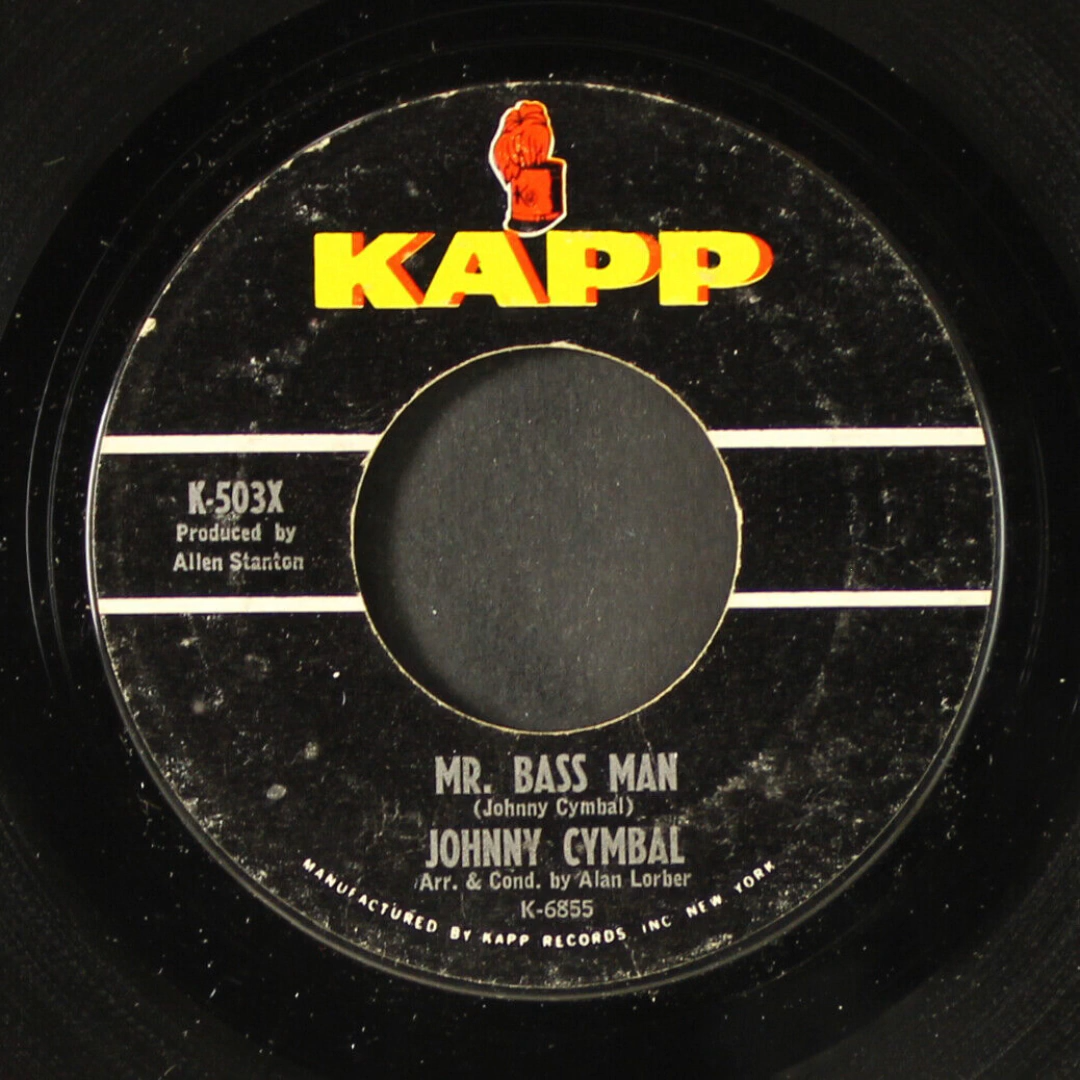 KAPP
K-503X
Produced by
Allen Stanton
MR. BASS MAN
(Johnny Cymbal)
JOHNNY CYMBAL
Arr. & Cond. by Alan Lorber
K-6855
MANUFACTURED BY KAPP RECORDS INC NEW YORK